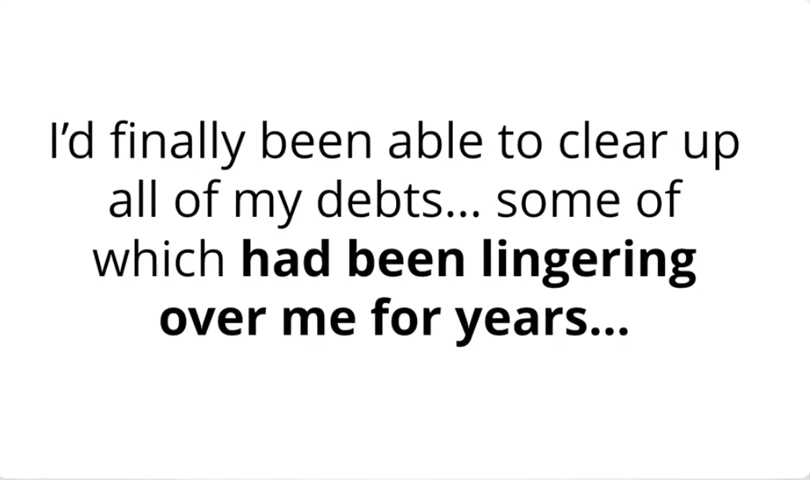 I’d finally been able to clear up
all of my debts... some of
which had been lingering
over me for years...